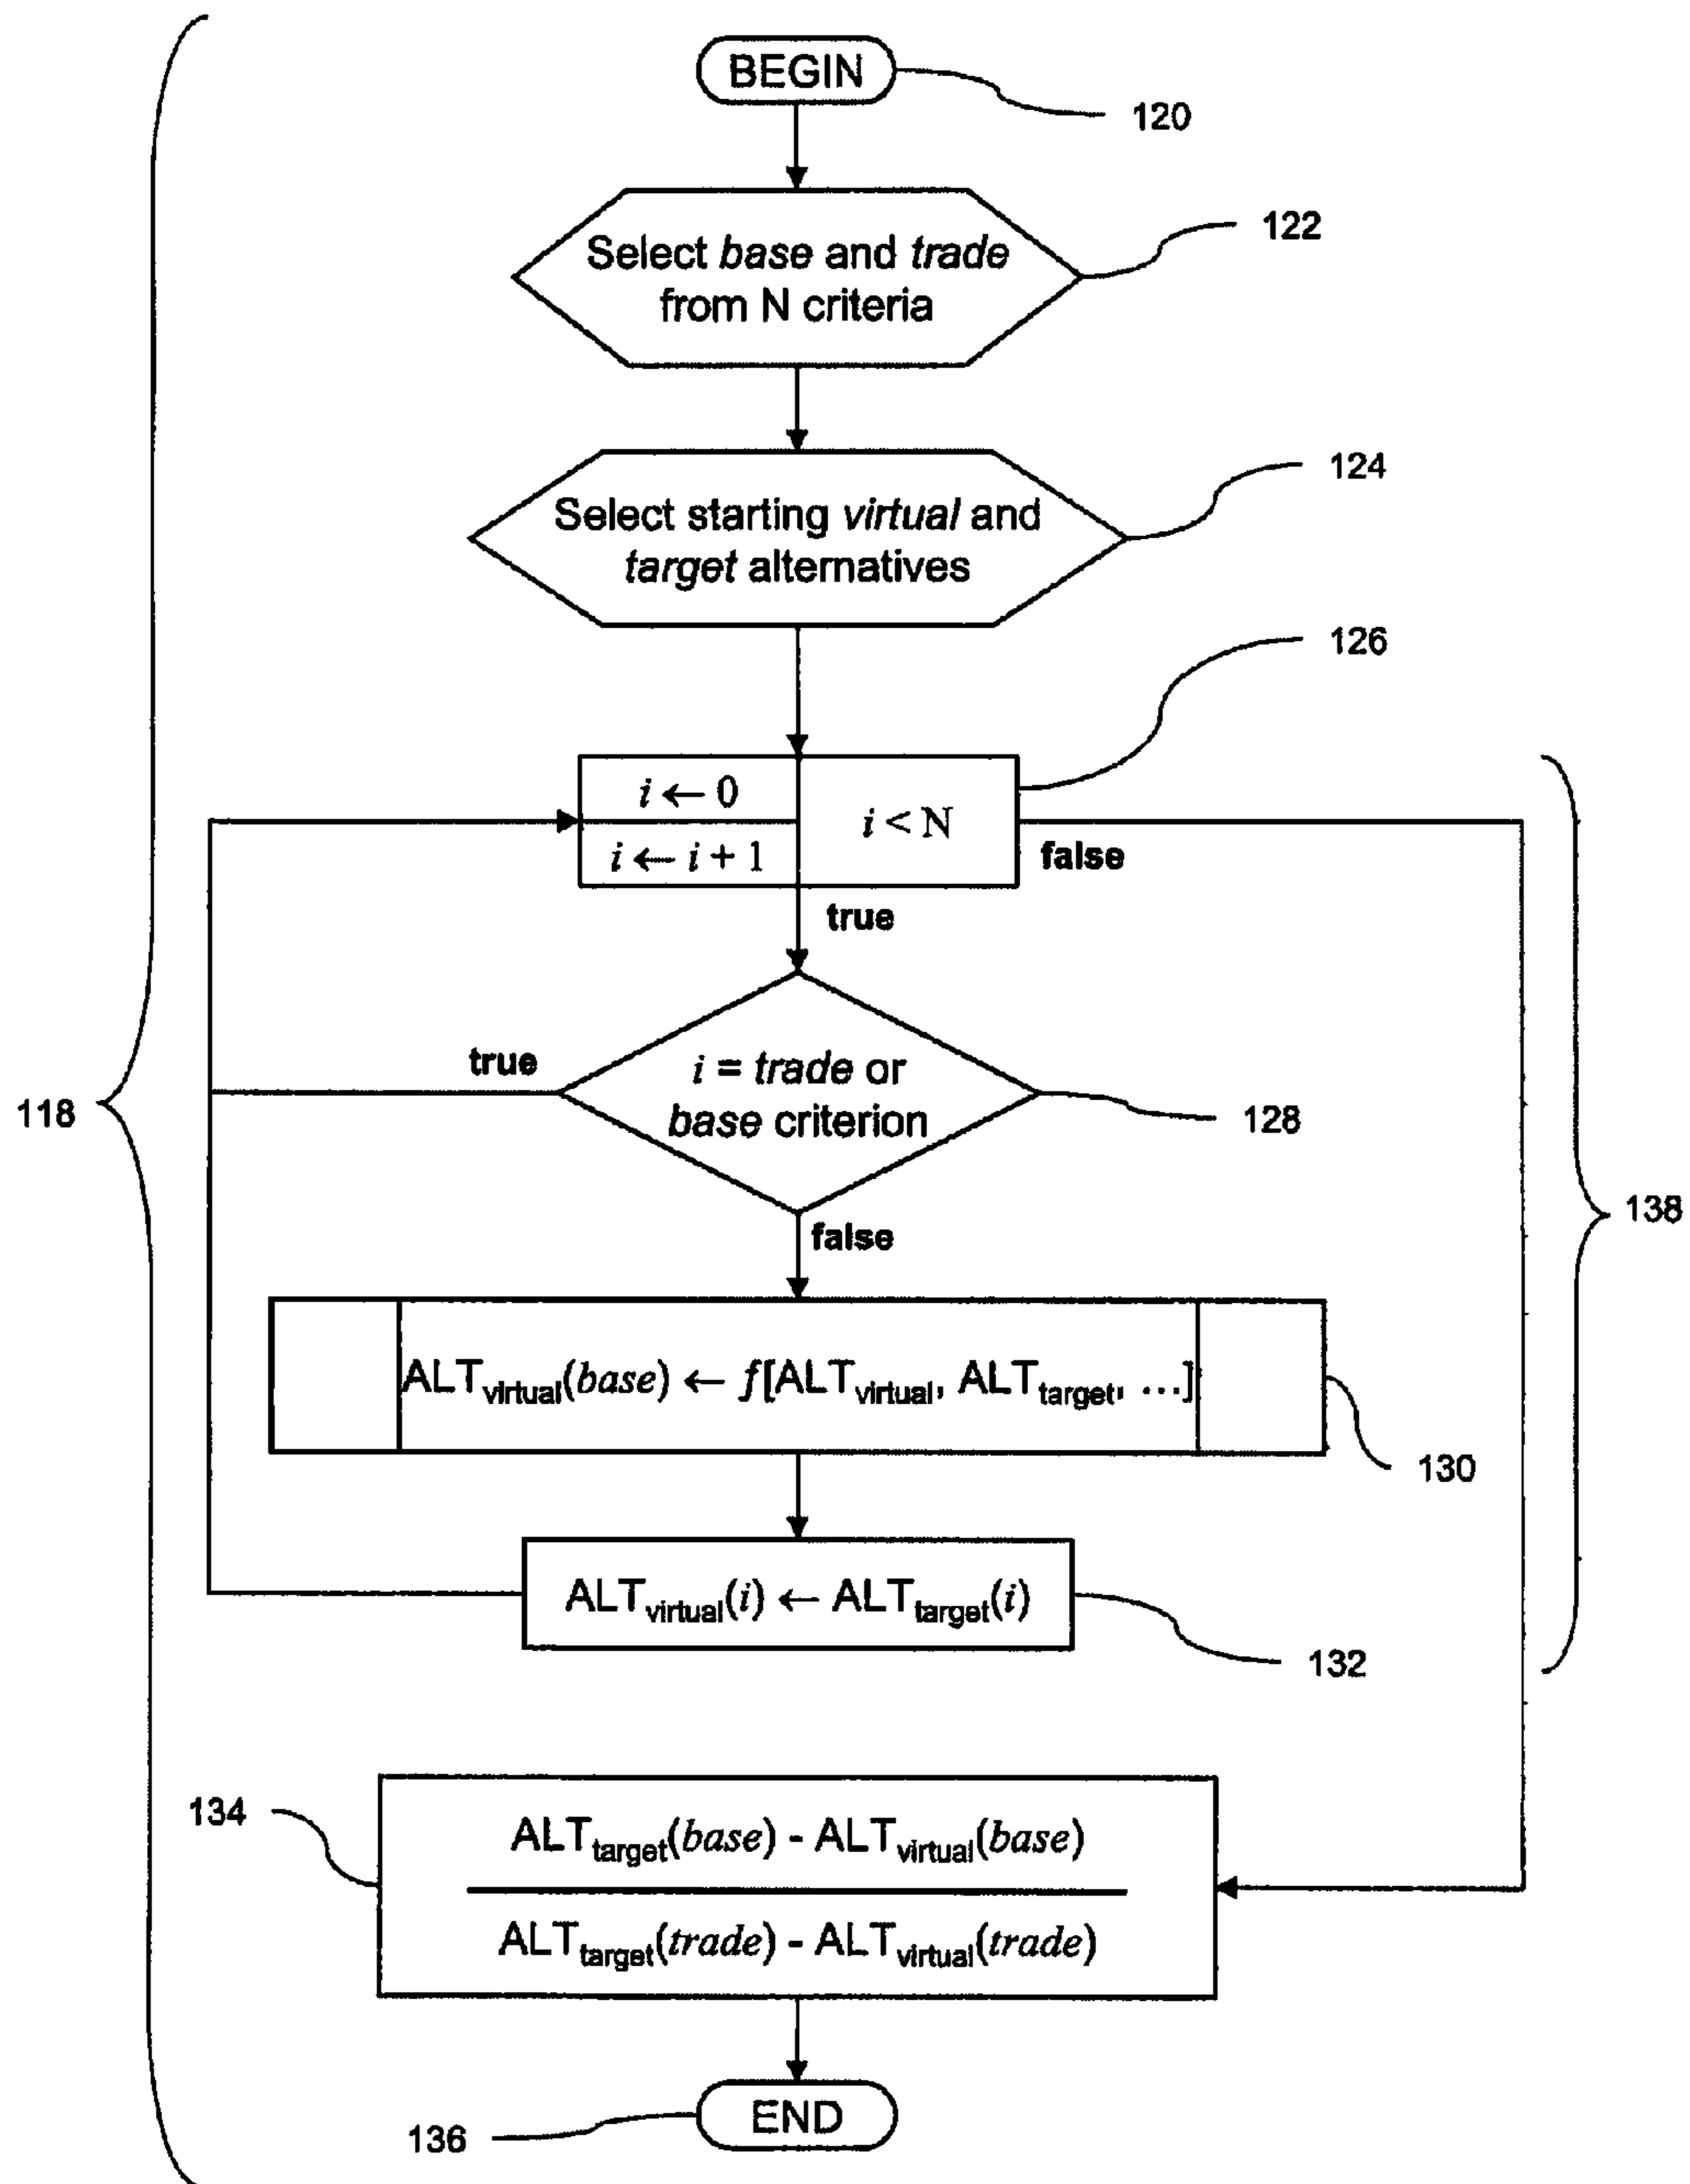 BEGIN
120
Select base and trade
from N criteria
122
Select starting virtual and
target alternatives
124
126
i ← 0
i ← i + 1
i < N
false
true
i = trade or
base criterion
true
128
118
false
138
ALTvirtual(base) ← f[ALTvirtual, ALTtarget, ...]
130
ALTvirtual(i) ← ALTtarget(i)
132
134
ALTtarget(base) - ALTvirtual(base)
ALTtarget(trade) - ALTvirtual(trade)
END
136